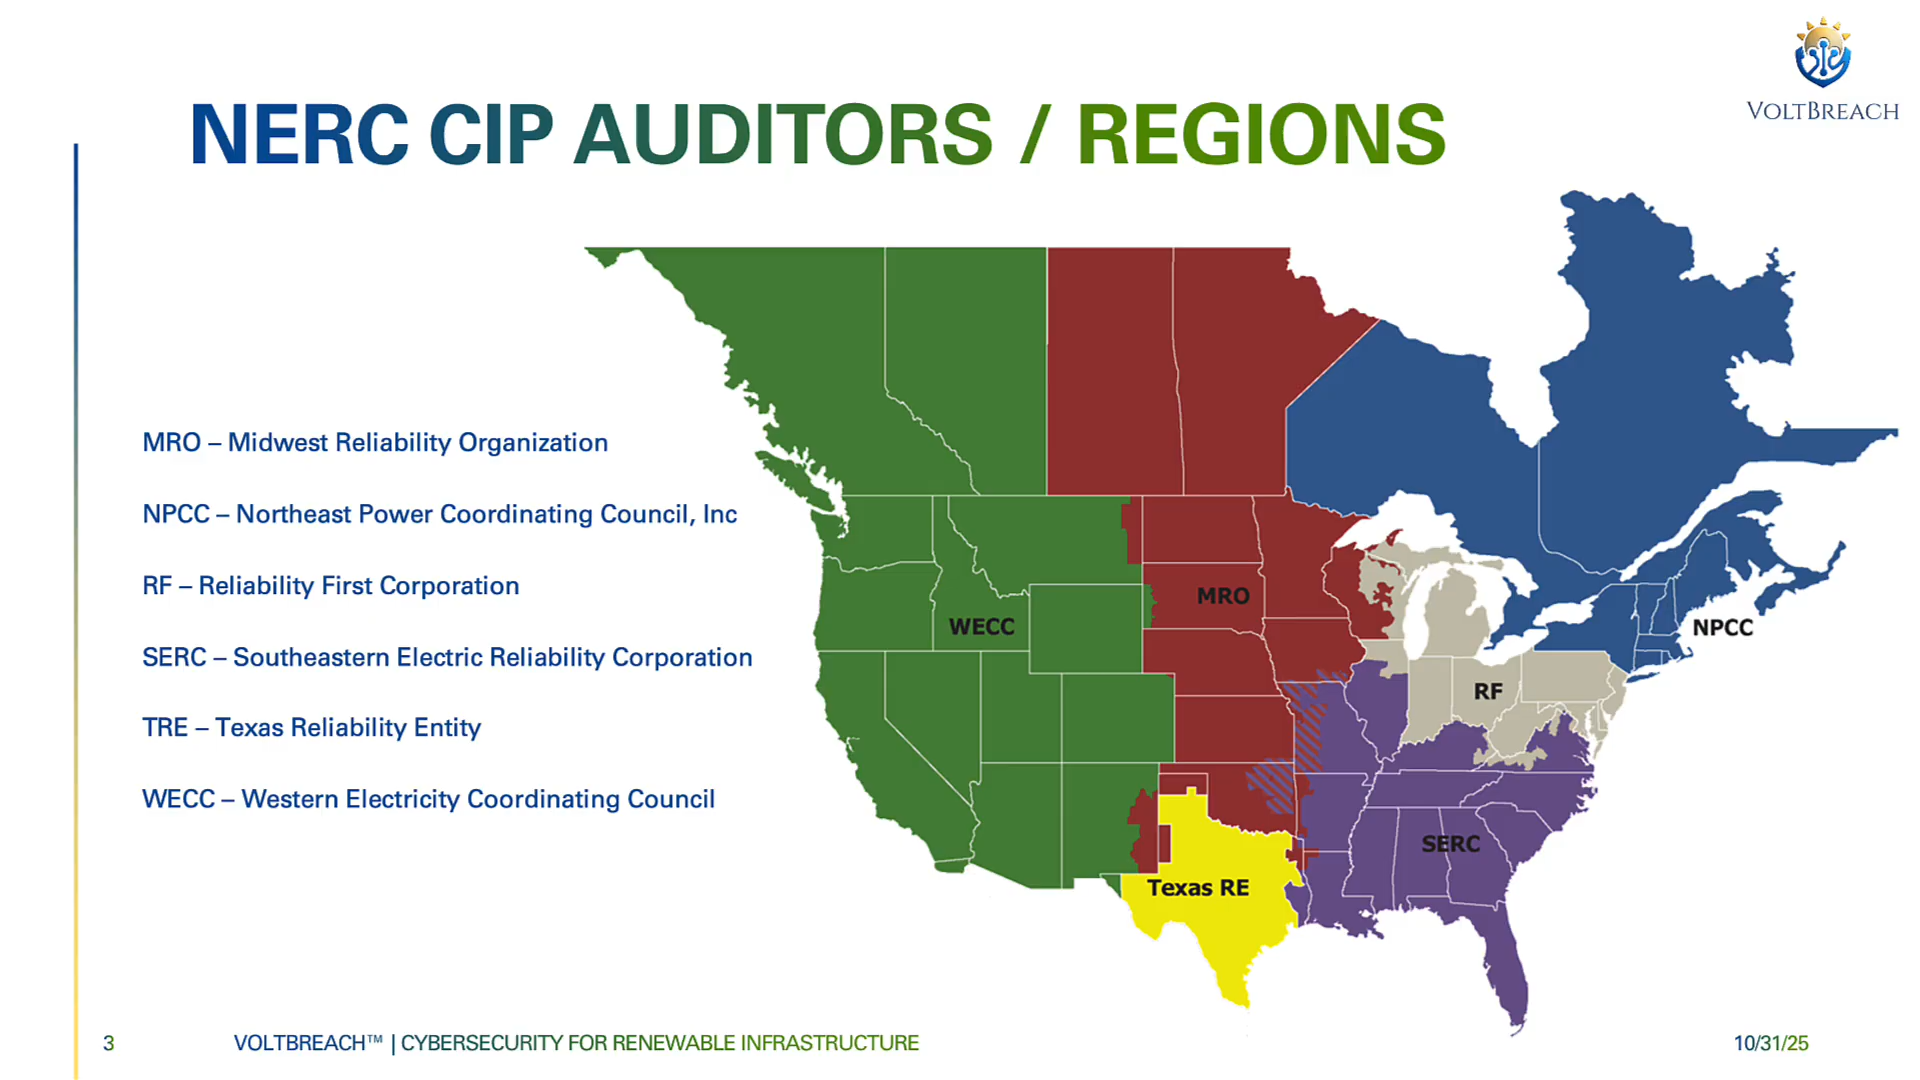 VOLTBREACH
NERC CIP AUDITORS / REGIONS
MRO – Midwest Reliability Organization
NPCC – Northeast Power Coordinating Council, Inc
RF – Reliability First Corporation
SERC – Southeastern Electric Reliability Corporation
TRE – Texas Reliability Entity
WECC – Western Electricity Coordinating Council
MRO
WECC
NPCC
RF
SERC
Texas RE
3
VOLTBREACH™ | CYBERSECURITY FOR RENEWABLE INFRASTRUCTURE
10/31/25